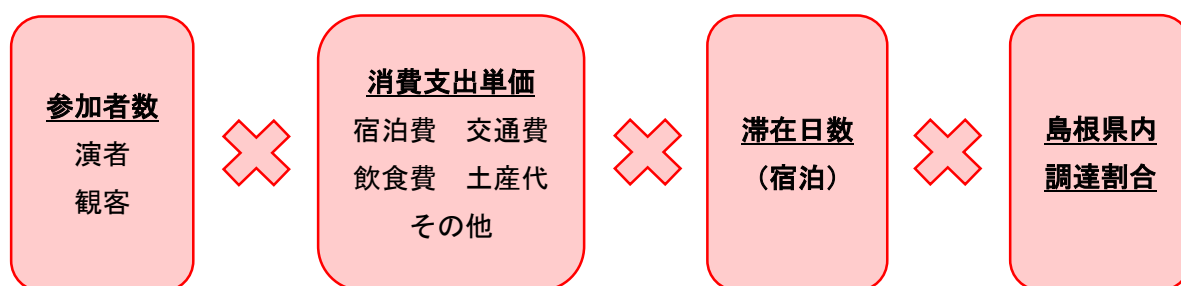 参加者数
演者
観客
消費支出単価
宿泊費　交通費
飲食費　土産代
その他
滞在日数
（宿泊）
島根県内
調達割合